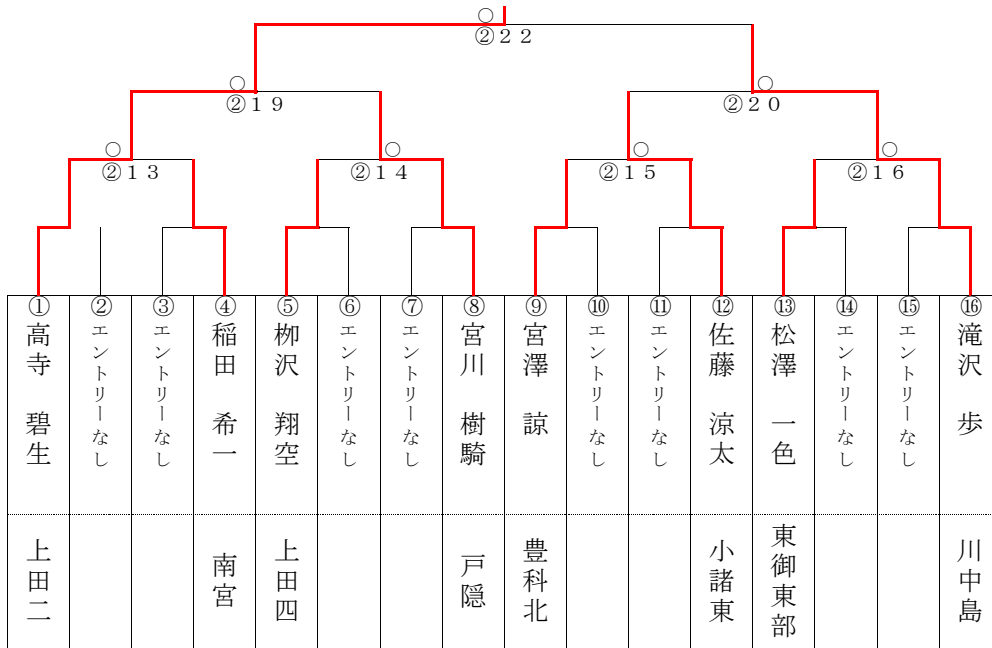 ○
②２２
○
②１９
○
②２０
○
②１３
○
②１４
○
②１５
○
②１６
①
高寺　碧生
上田二
②
エントリーなし
③
エントリーなし
④
稲田　希一
南宮
⑤
栁沢　翔空
上田四
⑥
エントリーなし
⑦
エントリーなし
⑧
宮川　樹騎
戸隠
⑨
宮澤　諒
豊科北
⑩
エントリーなし
⑪
エントリーなし
⑫
佐藤　涼太
小諸東
⑬
松澤　一色
東御東部
⑭
エントリーなし
⑮
エントリーなし
⑯
滝沢　歩
川中島